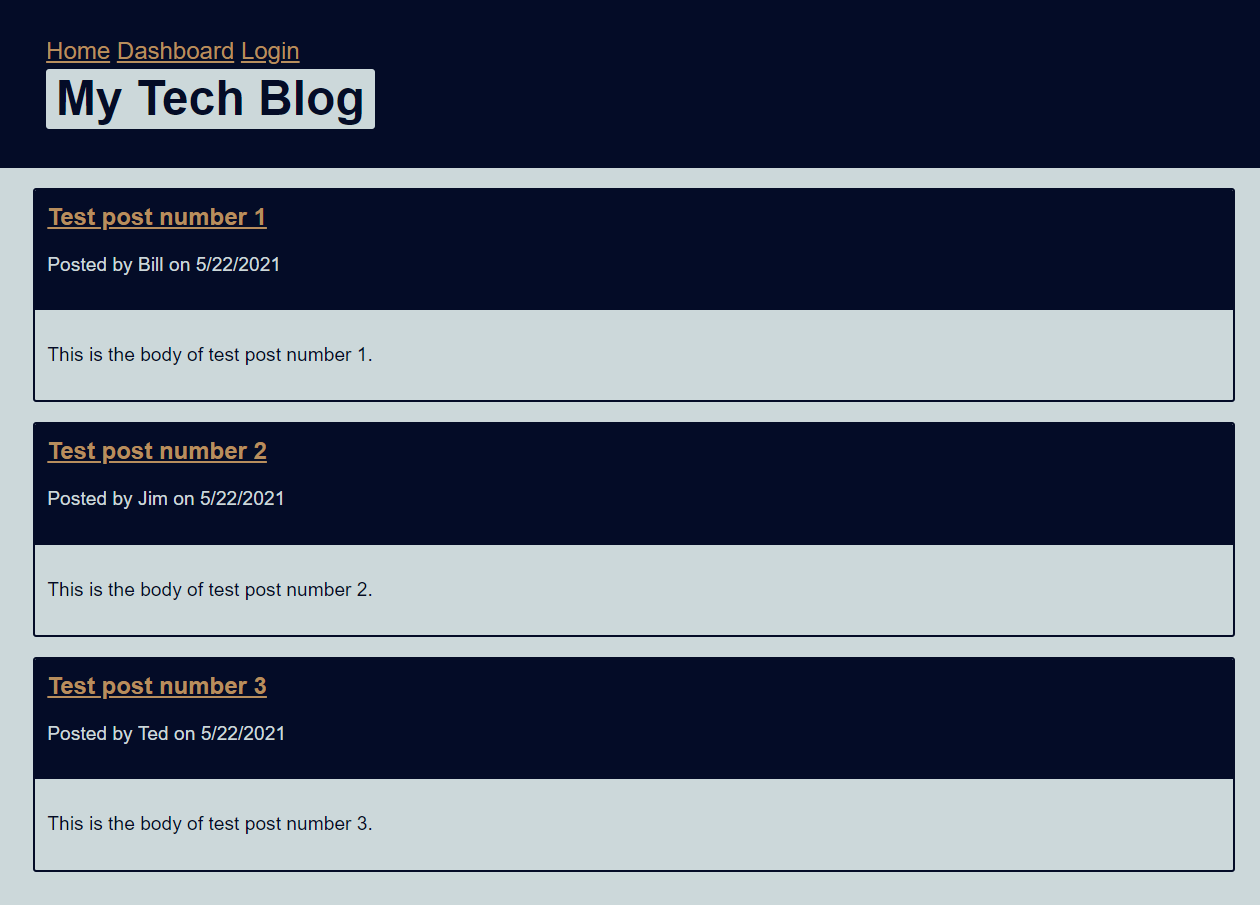 Home Dashboard Login
My Tech Blog
Test post number 1
Posted by Bill on 5/22/2021
This is the body of test post number 1.
Test post number 2
Posted by Jim on 5/22/2021
This is the body of test post number 2.
Test post number 3
Posted by Ted on 5/22/2021
This is the body of test post number 3.